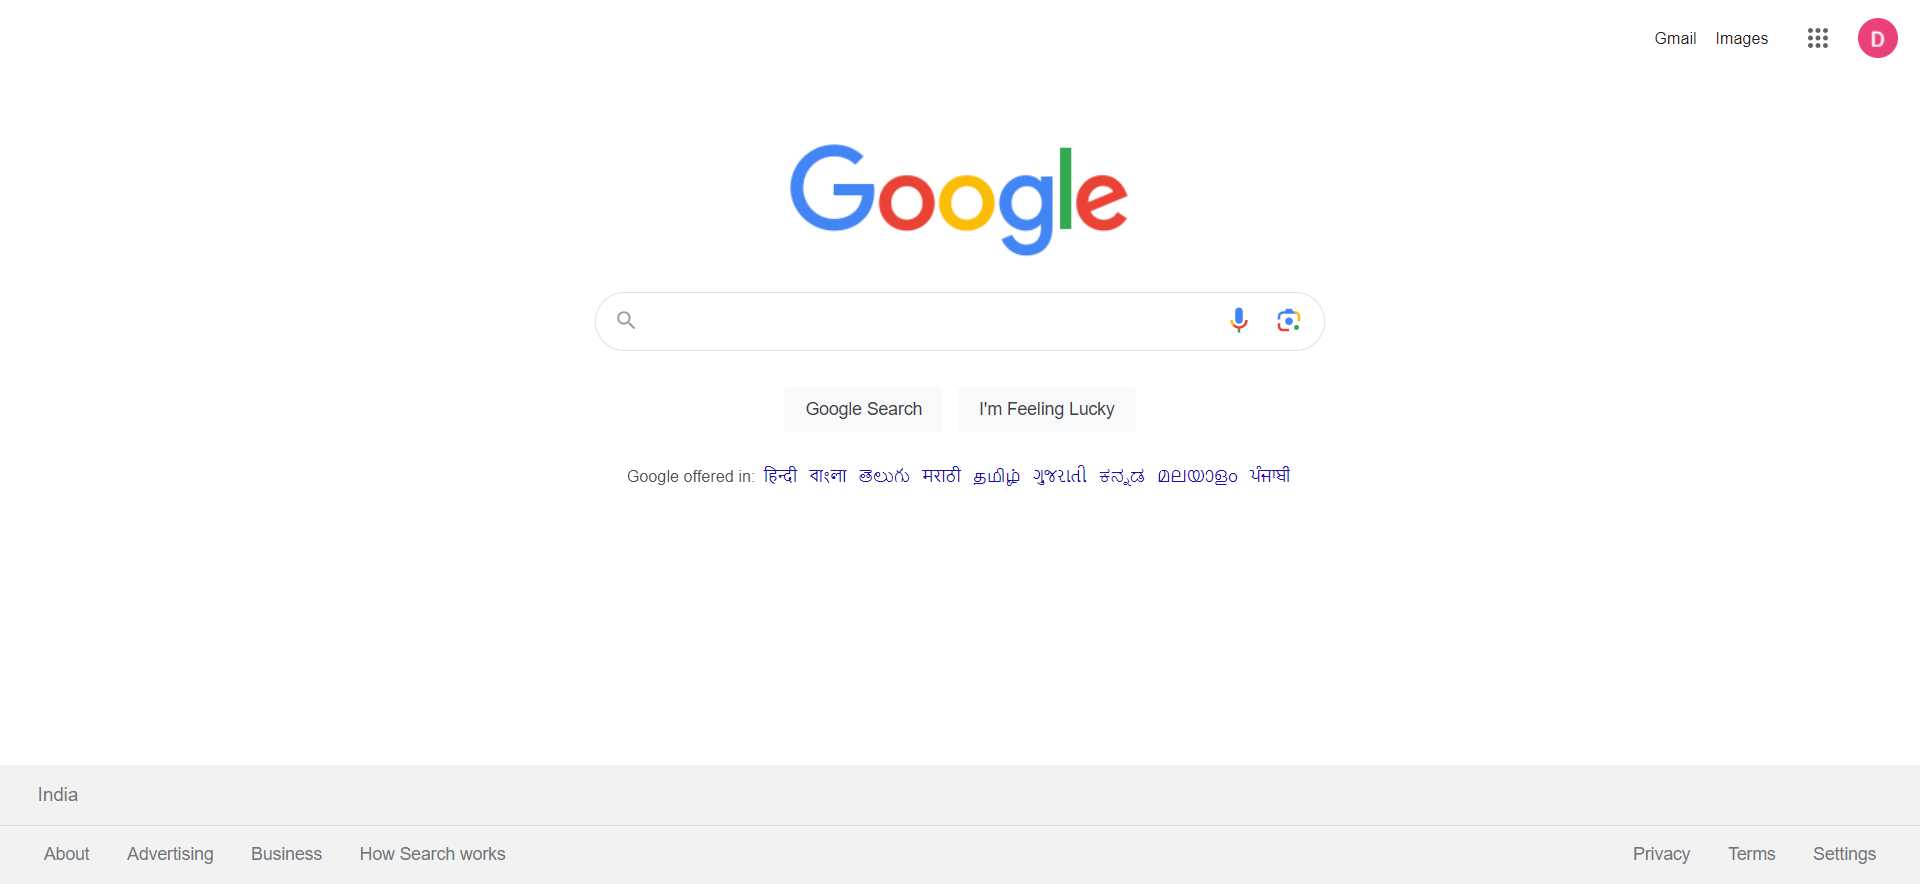 Gmail Images
D
Google
Google Search I'm Feeling Lucky
Google offered in: हिन्दी বাংলা తెలుగు मराठी தமிழ் ગુજરાતી ಕನ್ನಡ മലയാളം ਪੰਜਾਬੀ
India
About Advertising Business How Search works Privacy Terms Settings